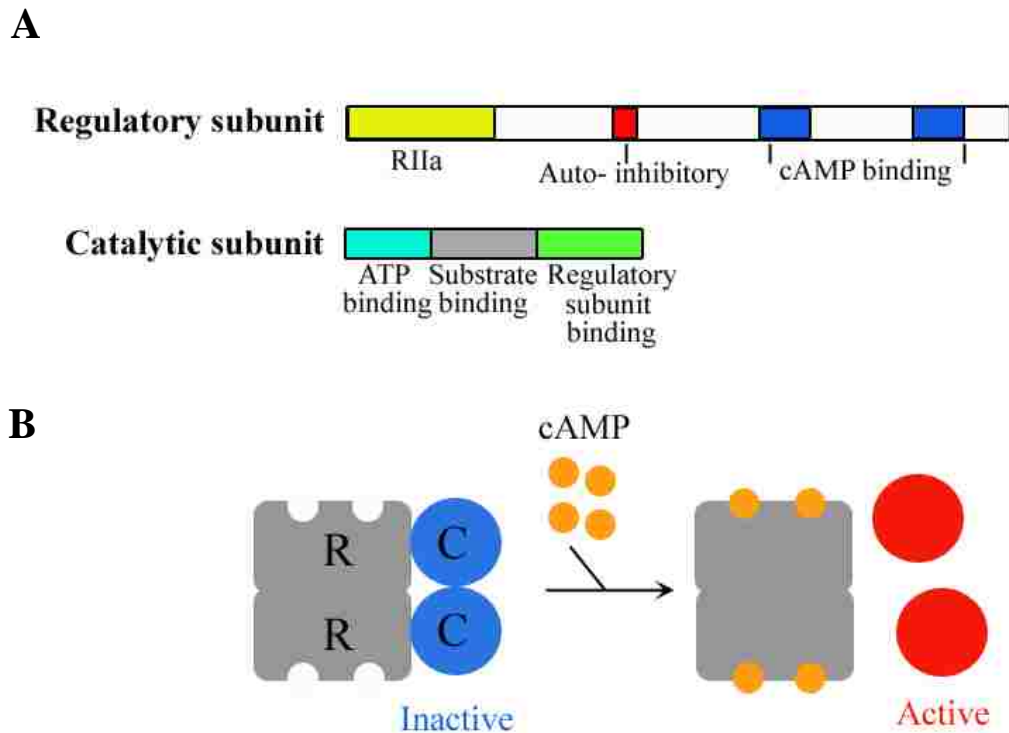 A
Regulatory subunit
RIIa
Auto- inhibitory
cAMP binding
Catalytic subunit
ATP binding
Substrate binding
Regulatory subunit binding
B
cAMP
R
C
R
C
Inactive
Active